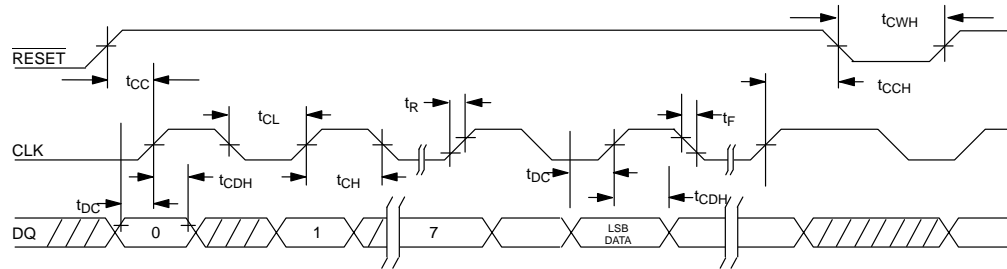 tCWH
RESET
tCC
tCCH
tR
tCL
tF
CLK
tCDH
tCH
tDC
tDC
tCDH
DQ
0
1
7
LSB
DATA